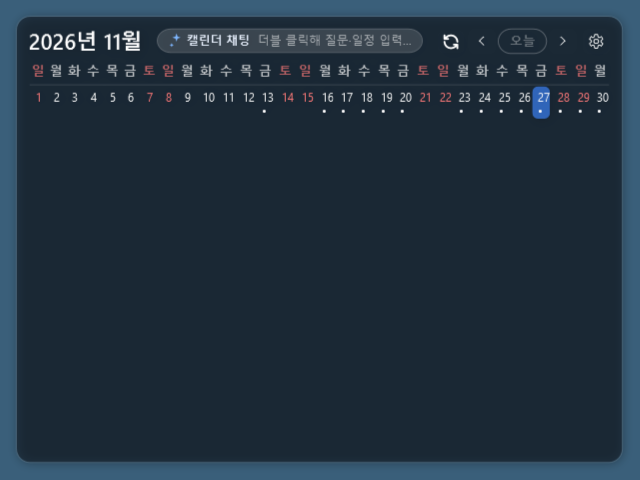 2026년 11월 캘린더 채팅 더블 클릭해 질문·일정 입력... 오늘
일 월 화 수 목 금 토 일 월 화 수 목 금 토 일 월 화 수 목 금 토 일 월 화 수 목 금 토 일 월
1 2 3 4 5 6 7 8 9 10 11 12 13 14 15 16 17 18 19 20 21 22 23 24 25 26 27 28 29 30